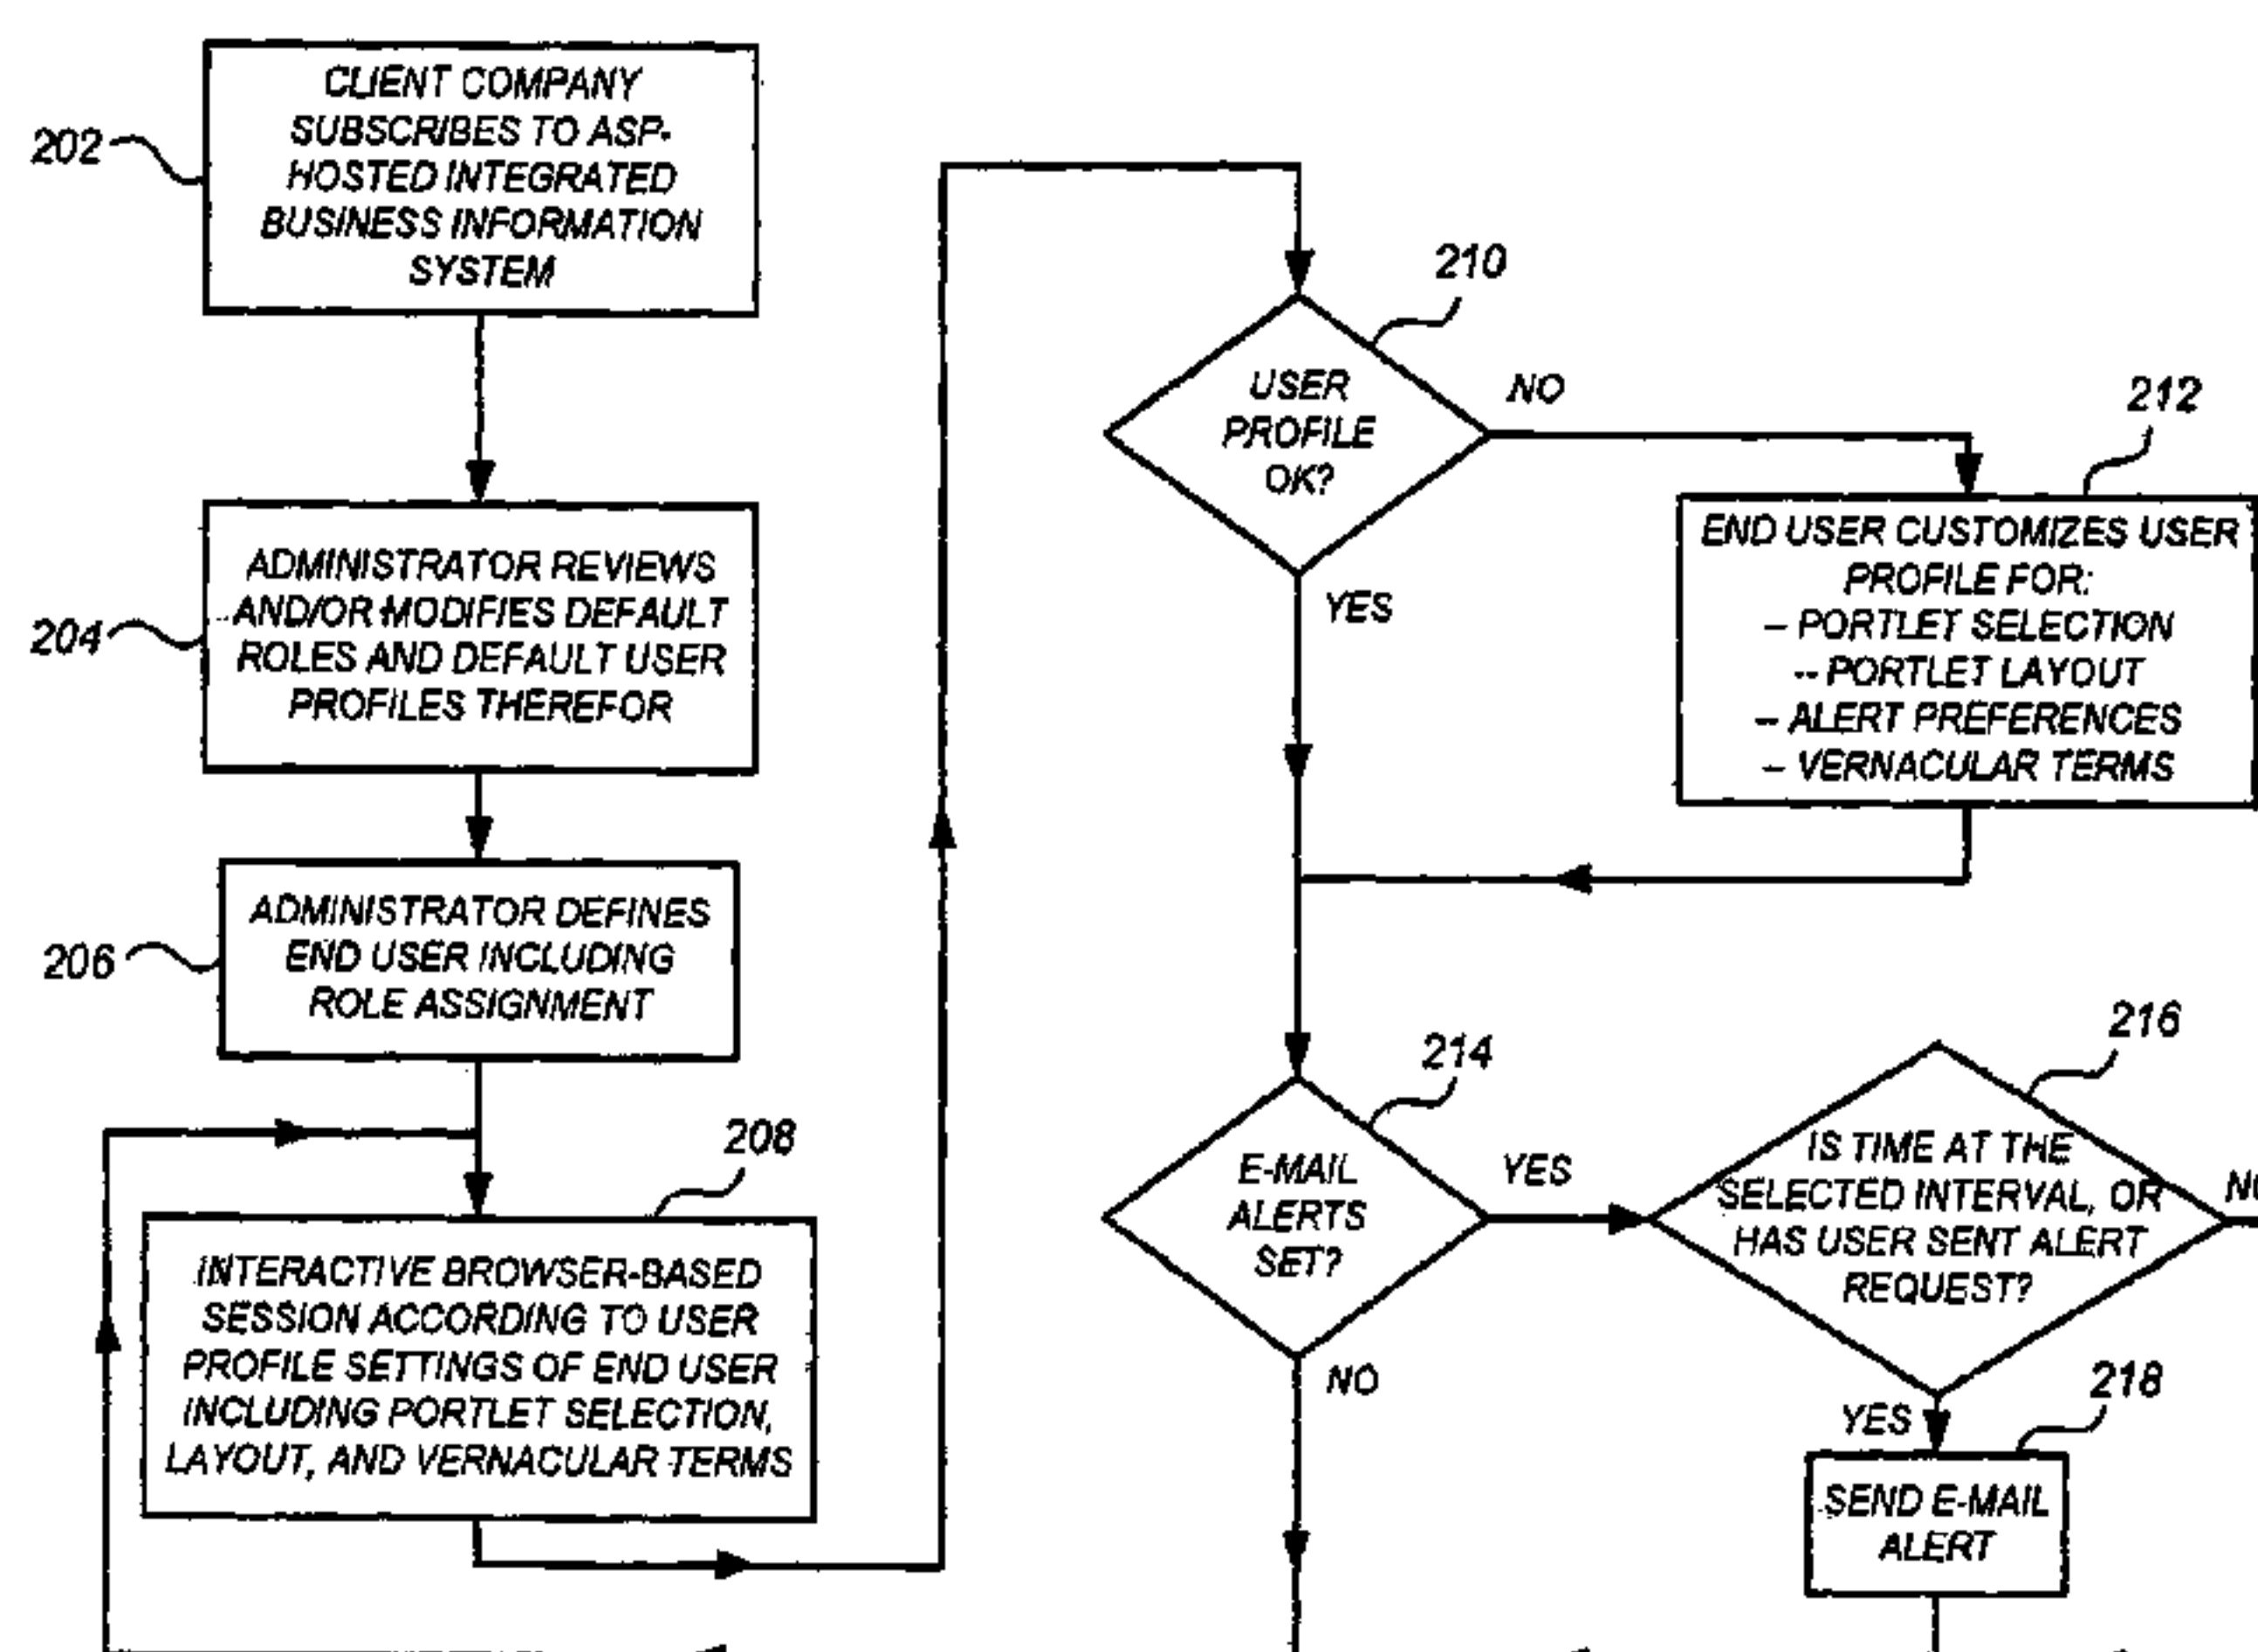 202
CLIENT COMPANY
SUBSCRIBES TO ASP-
HOSTED INTEGRATED
BUSINESS INFORMATION
SYSTEM
204
ADMINISTRATOR REVIEWS
AND/OR MODIFIES DEFAULT
ROLES AND DEFAULT USER
PROFILES THEREFOR
206
ADMINISTRATOR DEFINES
END USER INCLUDING
ROLE ASSIGNMENT
208
INTERACTIVE BROWSER-BASED
SESSION ACCORDING TO USER
PROFILE SETTINGS OF END USER
INCLUDING PORTLET SELECTION,
LAYOUT, AND VERNACULAR TERMS
210
USER
PROFILE
OK?
NO
YES
212
END USER CUSTOMIZES USER
PROFILE FOR:
– PORTLET SELECTION
-- PORTLET LAYOUT
– ALERT PREFERENCES
– VERNACULAR TERMS
214
E-MAIL
ALERTS
SET?
YES
NO
216
IS TIME AT THE
SELECTED INTERVAL, OR
HAS USER SENT ALERT
REQUEST?
YES
218
SEND E-MAIL
ALERT